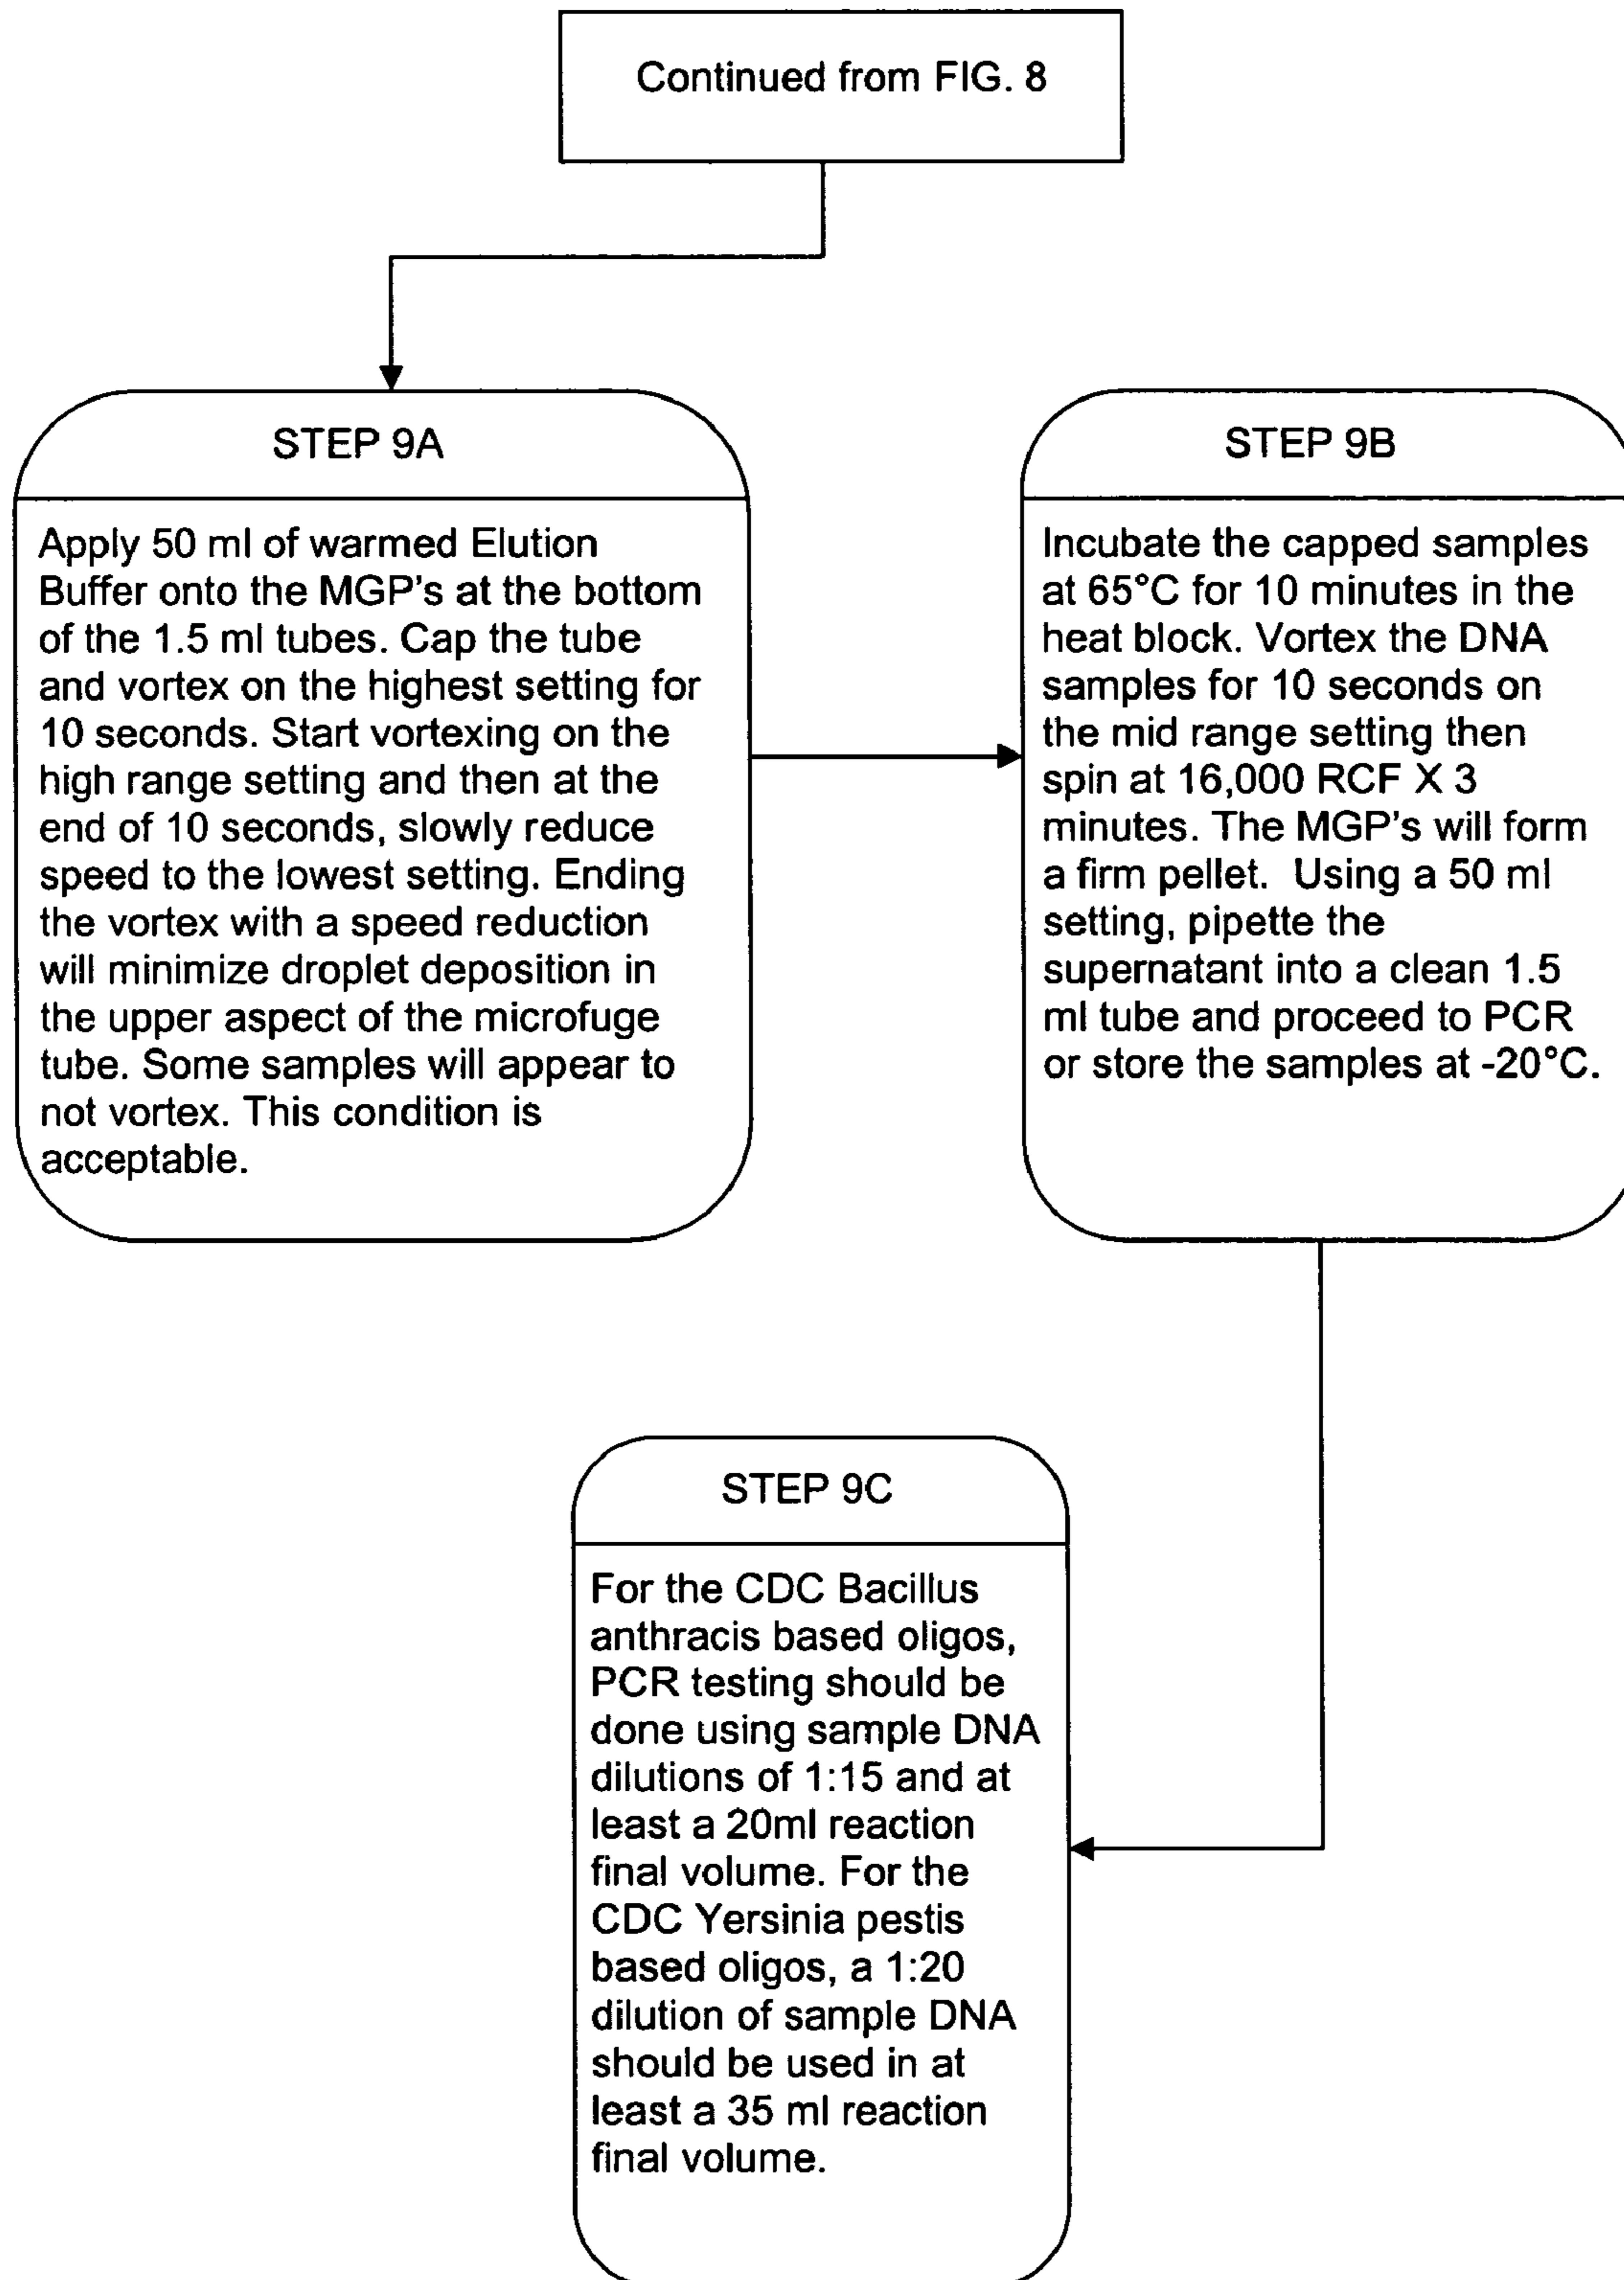 Continued from FIG. 8
STEP 9A
Apply 50 ml of warmed Elution
Buffer onto the MGP's at the bottom
of the 1.5 ml tubes. Cap the tube
and vortex on the highest setting for
10 seconds. Start vortexing on the
high range setting and then at the
end of 10 seconds, slowly reduce
speed to the lowest setting. Ending
the vortex with a speed reduction
will minimize droplet deposition in
the upper aspect of the microfuge
tube. Some samples will appear to
not vortex. This condition is
acceptable.
STEP 9B
Incubate the capped samples
at 65°C for 10 minutes in the
heat block. Vortex the DNA
samples for 10 seconds on
the mid range setting then
spin at 16,000 RCF X 3
minutes. The MGP's will form
a firm pellet. Using a 50 ml
setting, pipette the
supernatant into a clean 1.5
ml tube and proceed to PCR
or store the samples at -20°C.
STEP 9C
For the CDC Bacillus
anthracis based oligos,
PCR testing should be
done using sample DNA
dilutions of 1:15 and at
least a 20ml reaction
final volume. For the
CDC Yersinia pestis
based oligos, a 1:20
dilution of sample DNA
should be used in at
least a 35 ml reaction
final volume.